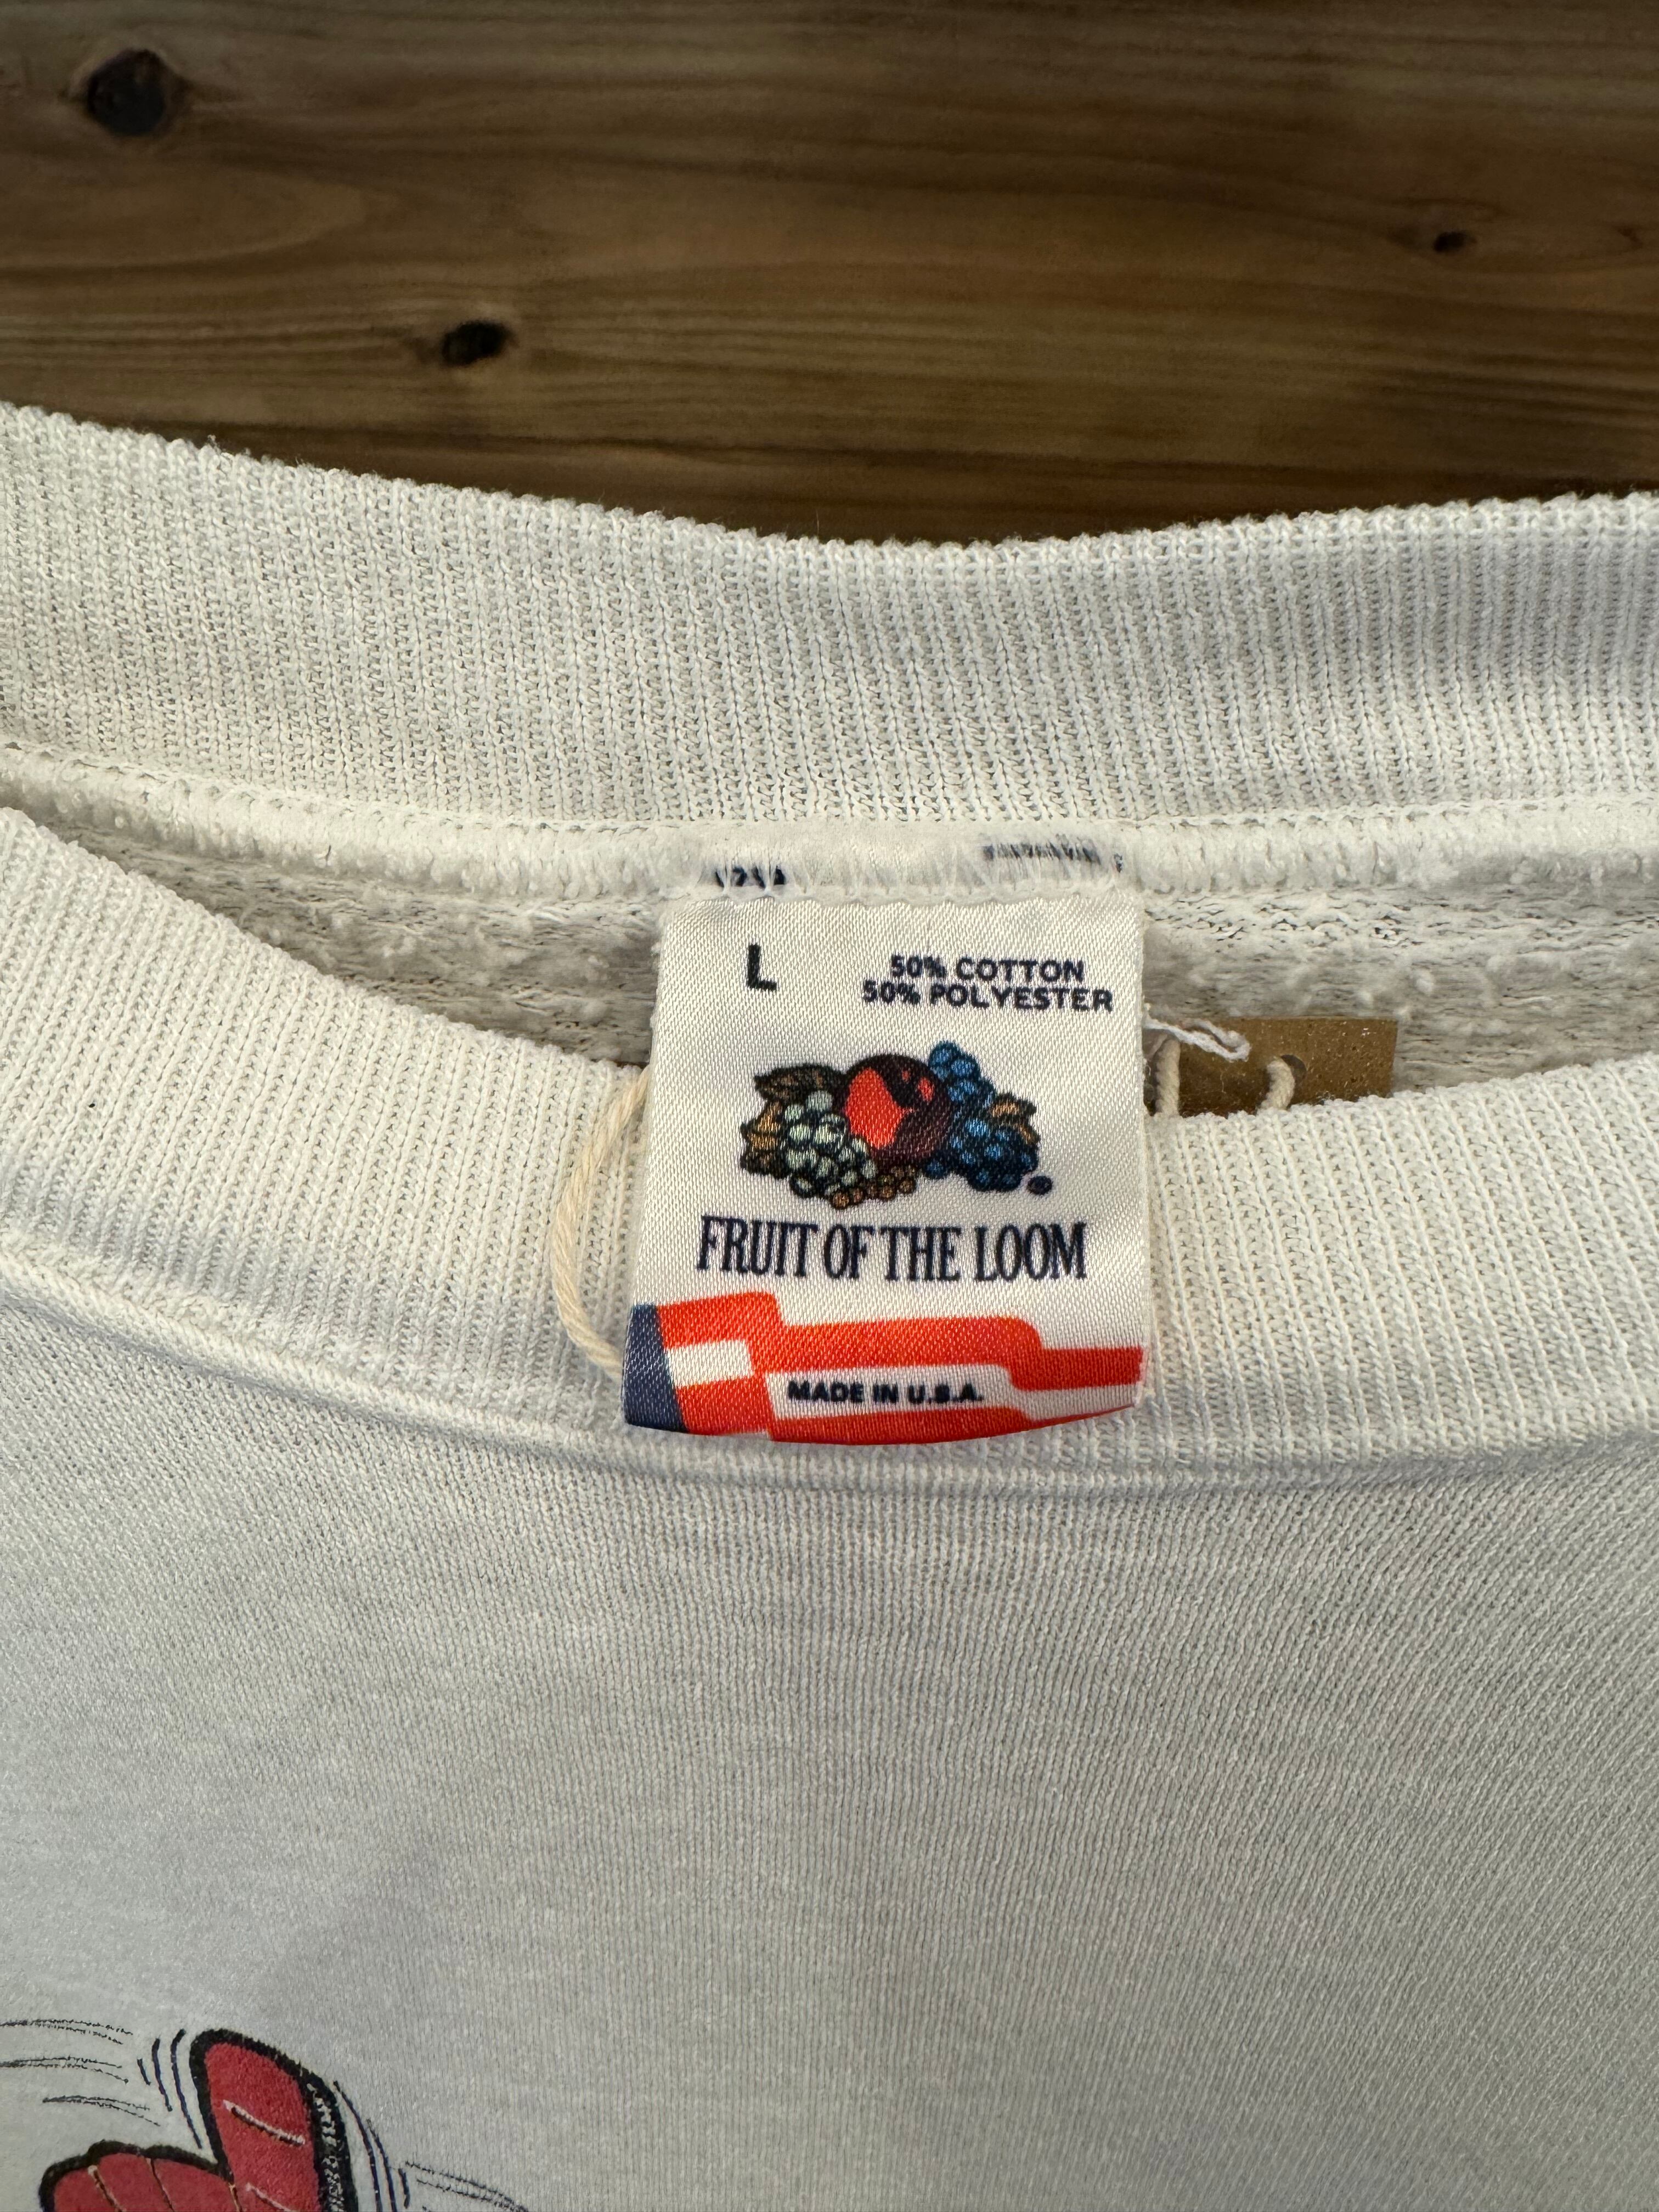 L
50% COTTON
50% POLYESTER
FRUIT OF THE LOOM
MADE IN U.S.A.